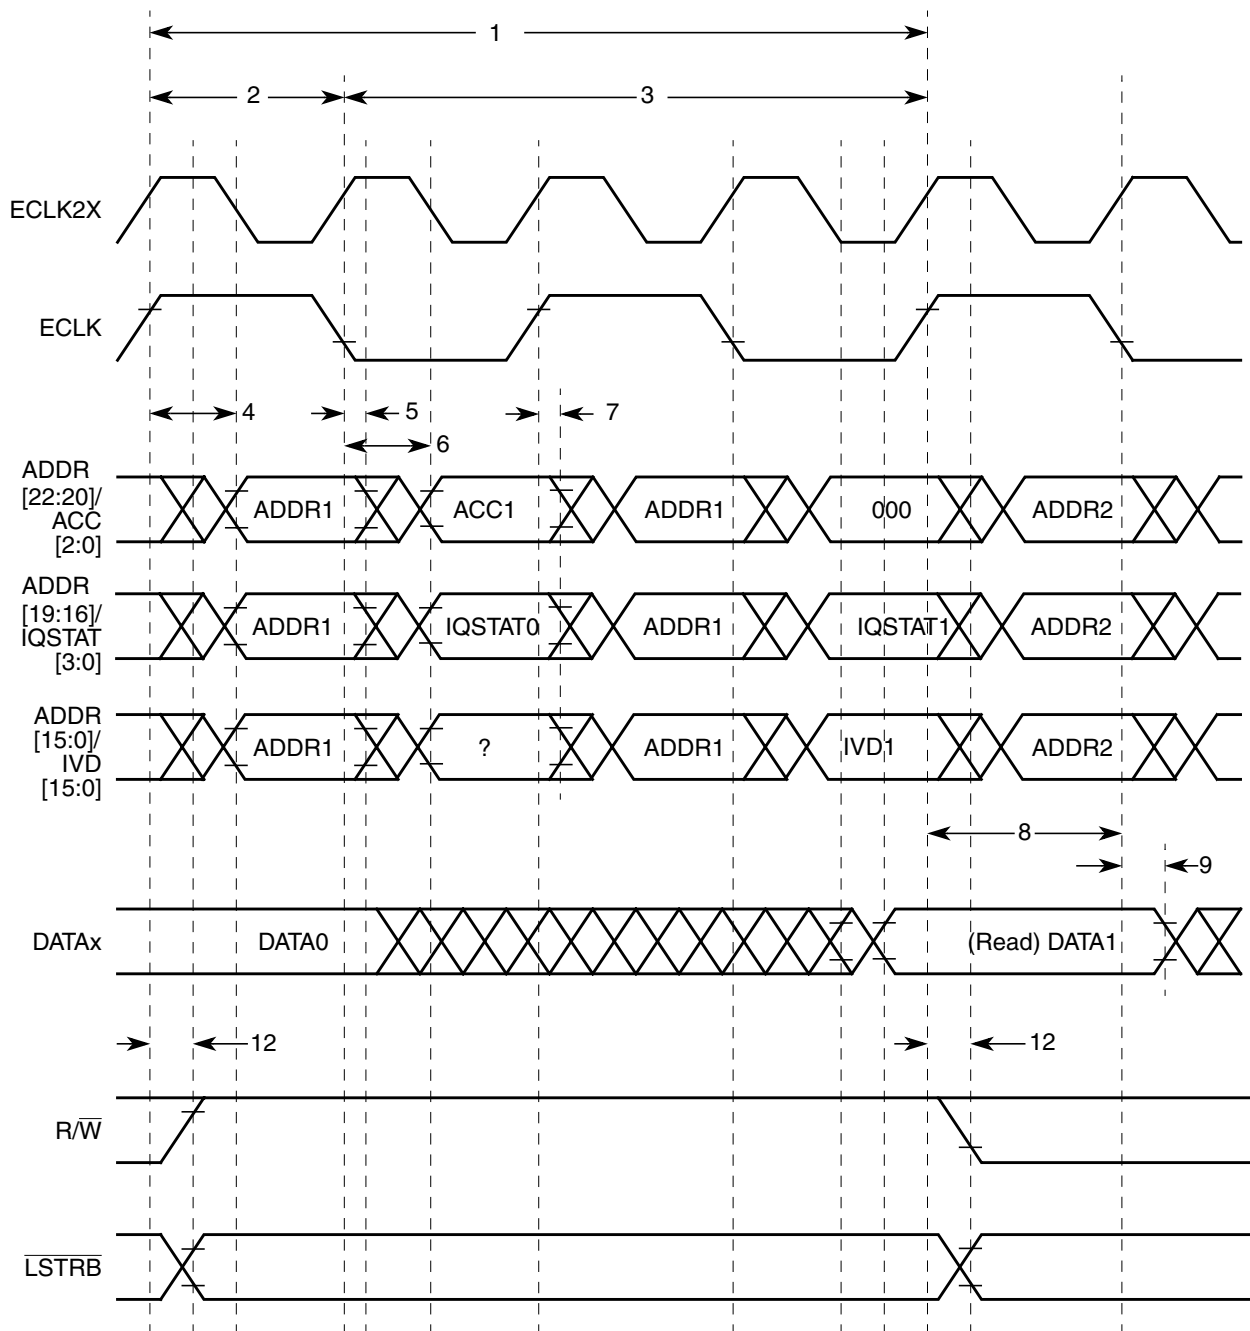 1
2
3
ECLK2X
ECLK
4
5
7
6
ADDR
[22:20]/
ACC
[2:0]
ADDR1
ACC1
ADDR1
000
ADDR2
ADDR
[19:16]/
IQSTAT
[3:0]
ADDR1
IQSTAT0
ADDR1
IQSTAT1
ADDR2
ADDR
[15:0]/
IVD
[15:0]
ADDR1
?
ADDR1
IVD1
ADDR2
8
9
DATAx
DATA0
(Read) DATA1
12
12
R/W̅
L̅S̅T̅R̅B̅